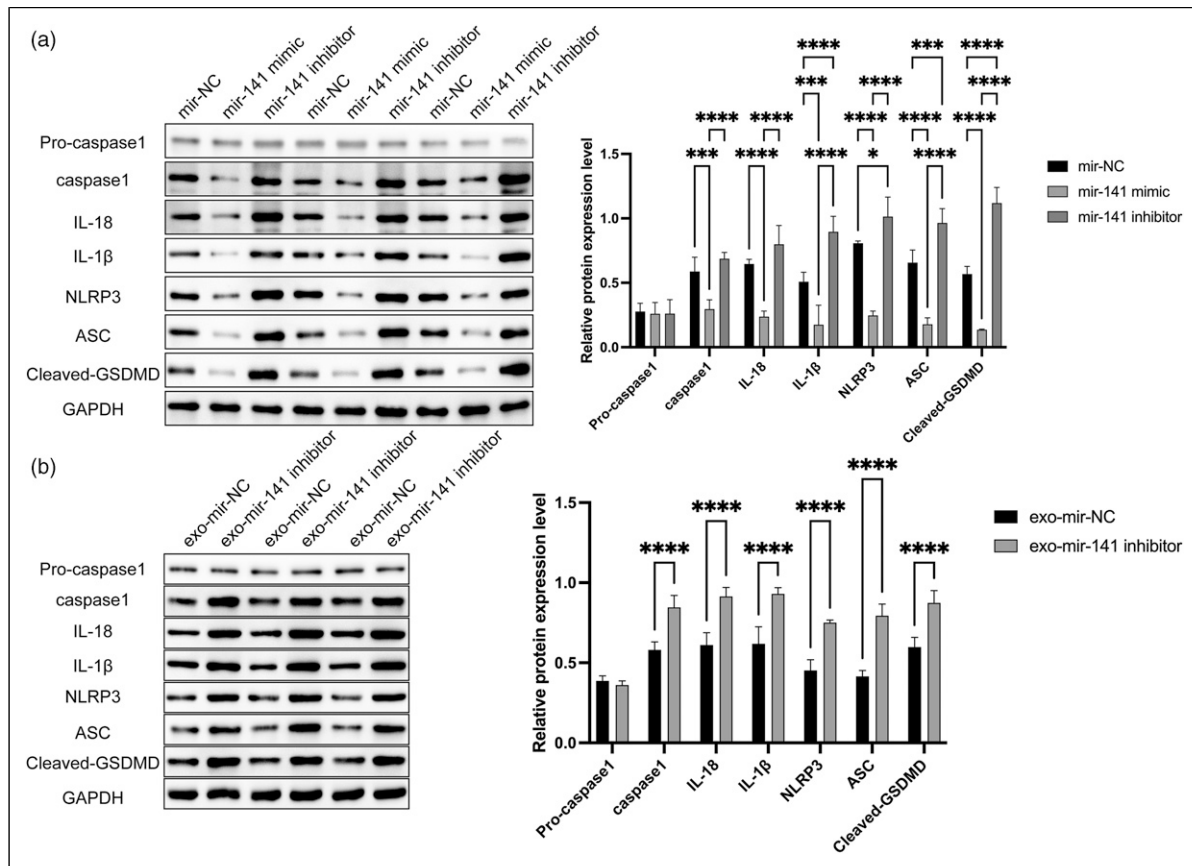 (a)
mir-NC
mir-141 mimic
mir-141 inhibitor
mir-NC
mir-141 mimic
mir-141 inhibitor
mir-NC
mir-141 mimic
mir-141 inhibitor
Pro-caspase1
caspase1
IL-18
IL-1β
NLRP3
ASC
Cleaved-GSDMD
GAPDH
**** *** ****
*** **** ****
**** **** **** ****
*** **** **** * ****
Relative protein expression level
1.5
1.0
0.5
0.0
Pro-caspase1
caspase1
IL-18
IL-1β
NLRP3
ASC
Cleaved-GSDMD
mir-NC
mir-141 mimic
mir-141 inhibitor
(b)
exo-mir-NC
exo-mir-141 inhibitor
exo-mir-NC
exo-mir-141 inhibitor
exo-mir-NC
exo-mir-141 inhibitor
Pro-caspase1
caspase1
IL-18
IL-1β
NLRP3
ASC
Cleaved-GSDMD
GAPDH
****
**** ****
**** **** ****
Relative protein expression level
1.5
1.0
0.5
0.0
Pro-caspase1
caspase1
IL-18
IL-1β
NLRP3
ASC
Cleaved-GSDMD
exo-mir-NC
exo-mir-141 inhibitor